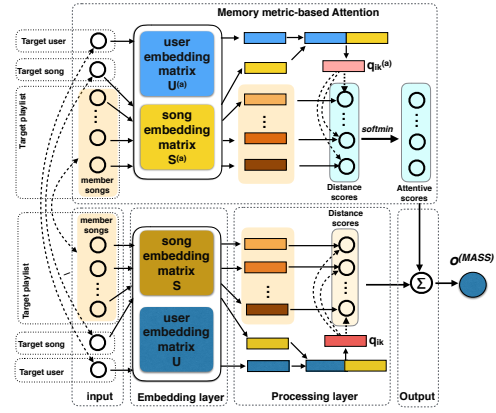 Memory metric-based Attention
Target user
Target song
Target playlist
member
songs
user
embedding
matrix
U(a)
song
embedding
matrix
S(a)
qik(a)
softmin
Distance
scores
Attentive
scores
Target playlist
member
songs
Target song
Target user
song
embedding
matrix
S
user
embedding
matrix
U
Distance
scores
qik
Σ
o(MASS)
input
Embedding layer
Processing layer
Output